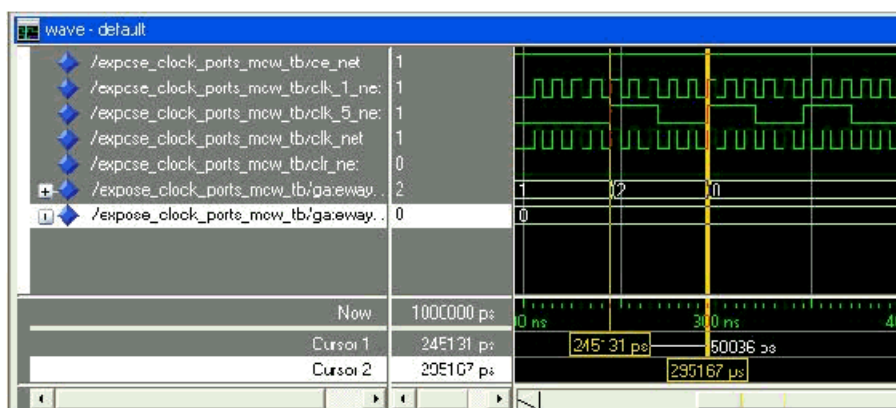 wave - default
/expose_clock_ports_mcw_tb/ce_net 1
/expose_clock_ports_mcw_tb/clk_1_ne: 1
/expose_clock_ports_mcw_tb/clk_5_ne: 1
/expose_clock_ports_mcw_tb/clk_net 1
/expose_clock_ports_mcw_tb/clr_ne: 0
/expose_clock_ports_mcw_tb/gateway... 2 1 2 0
/expose_clock_ports_mcw_tb/gateway... 0 0
Now 1000000 ps 300 ns
Cursor 1 245131 ps 245131 ps 50036 ps
Cursor 2 295167 ps 295167 ps